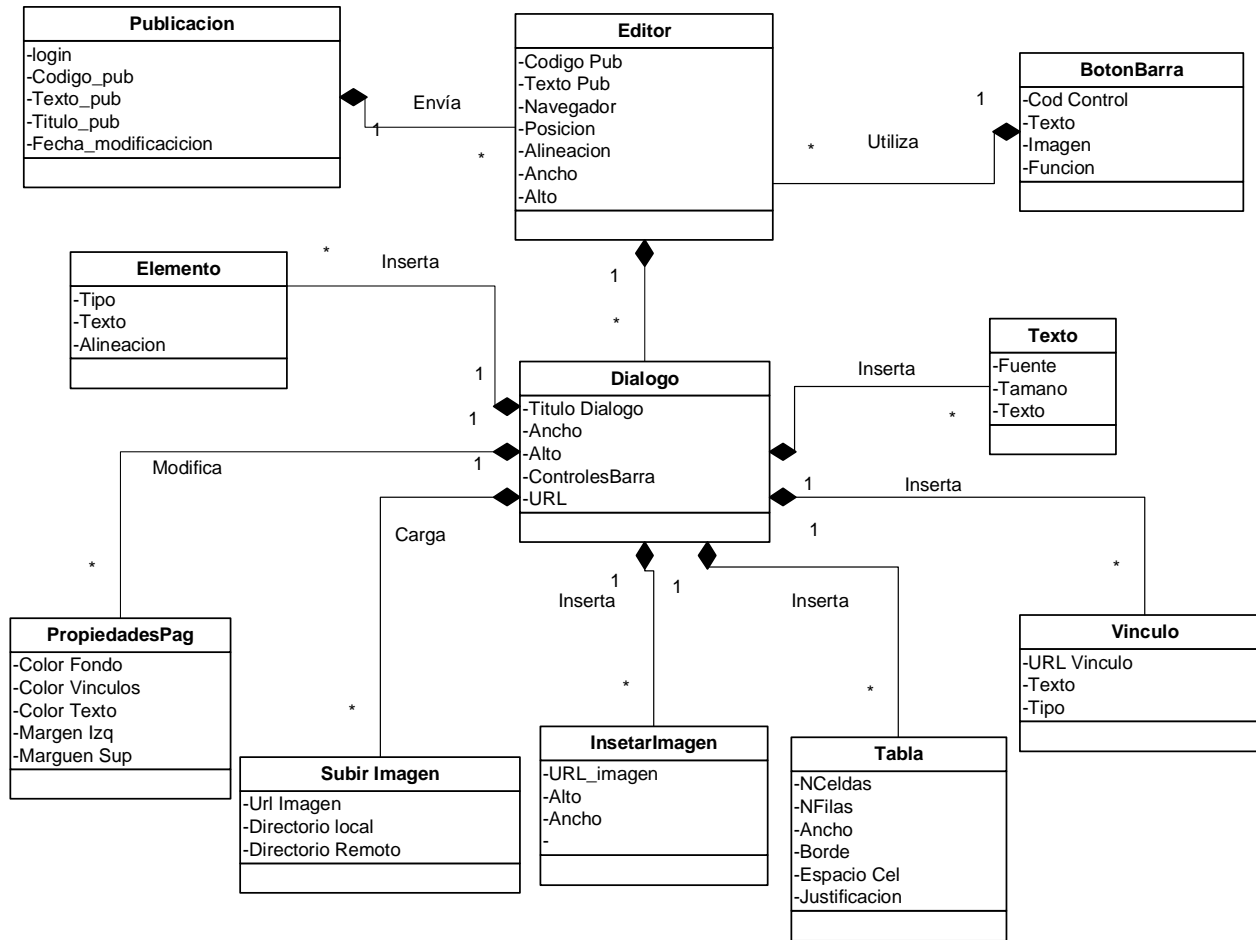 Publicacion
-login
-Codigo_pub
-Texto_pub
-Titulo_pub
-Fecha_modificacicion
Envía
1
*
Editor
-Codigo Pub
-Texto Pub
-Navegador
-Posicion
-Alineacion
-Ancho
-Alto
1
*
Utiliza
BotonBarra
-Cod Control
-Texto
-Imagen
-Funcion
1
*
Elemento
-Tipo
-Texto
-Alineacion
*
Inserta
1
Dialogo
-Titulo Dialogo
-Ancho
-Alto
-ControlesBarra
-URL
Inserta
*
Texto
-Fuente
-Tamano
-Texto
1
Modifica
*
1
Carga
*
1
Inserta
*
1
Inserta
*
1
Inserta
1
*
PropiedadesPag
-Color Fondo
-Color Vinculos
-Color Texto
-Margen Izq
-Marguen Sup
Subir Imagen
-Url Imagen
-Directorio local
-Directorio Remoto
InsetarImagen
-URL_imagen
-Alto
-Ancho
-
Tabla
-NCeldas
-NFilas
-Ancho
-Borde
-Espacio Cel
-Justificacion
Vinculo
-URL Vinculo
-Texto
-Tipo